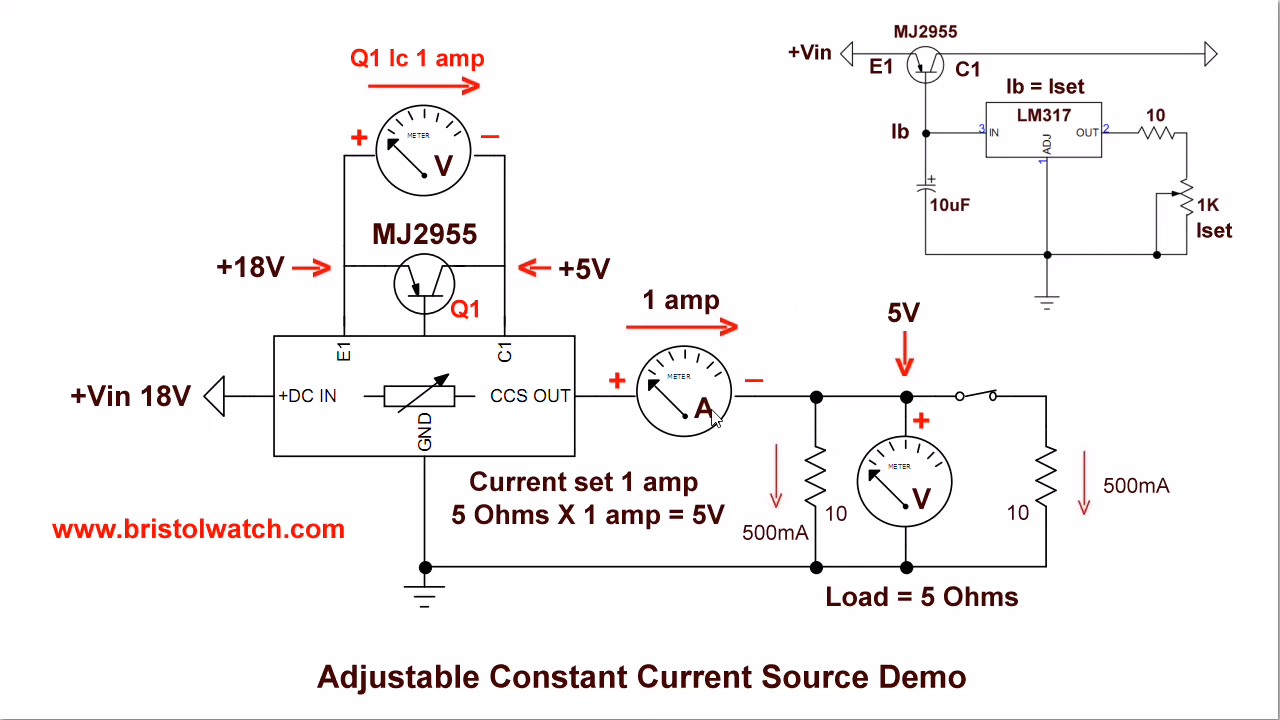 MJ2955
+Vin
E1
C1
Q1 Ic 1 amp
Ib = Iset
LM317
10
+
METER
V
−
Ib
3
IN
OUT
2
ADJ
1
+
10uF
1K
Iset
MJ2955
+18V
+5V
Q1
1 amp
5V
E1
C1
+Vin 18V
+DC IN
CCS OUT
GND
+
METER
A
−
+
METER
V
Current set 1 amp
5 Ohms X 1 amp = 5V
500mA
10
10
500mA
www.bristolwatch.com
Load = 5 Ohms
Adjustable Constant Current Source Demo